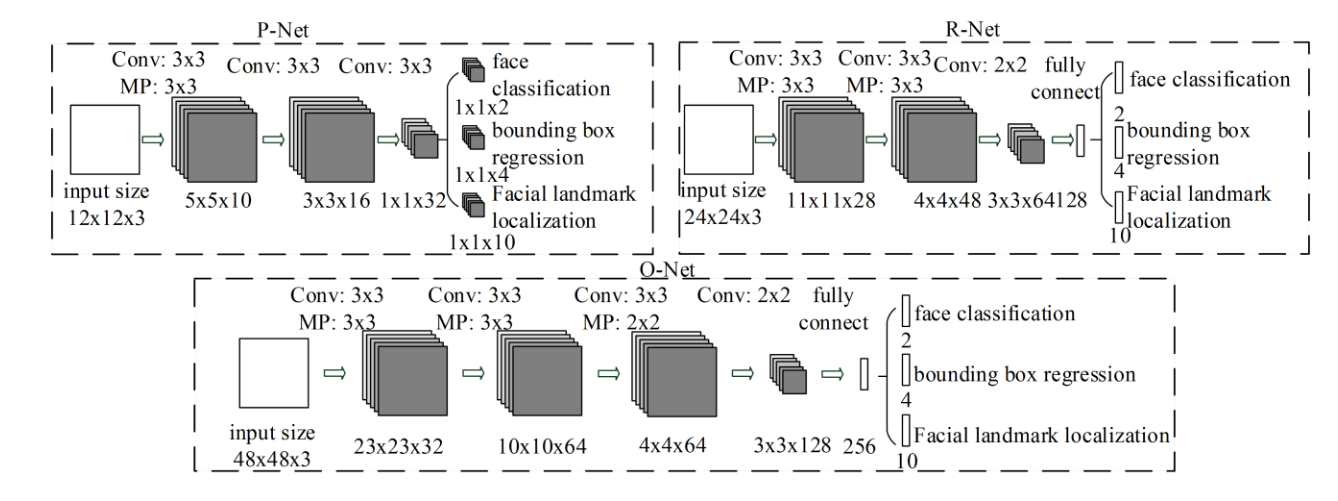 P-Net
Conv: 3x3
MP: 3x3
Conv: 3x3
Conv: 3x3
input size
12x12x3
5x5x10
3x3x16
1x1x32
face
classification
1x1x2
bounding box
regression
1x1x4
Facial landmark
localization
1x1x10
R-Net
Conv: 3x3
MP: 3x3
Conv: 3x3
MP: 3x3
Conv: 2x2
fully
connect
input size
24x24x3
11x11x28
4x4x48
3x3x64
128
face classification
2
bounding box
regression
4
Facial landmark
localization
10
O-Net
Conv: 3x3
MP: 3x3
Conv: 3x3
MP: 3x3
Conv: 3x3
MP: 2x2
Conv: 2x2
fully
connect
input size
48x48x3
23x23x32
10x10x64
4x4x64
3x3x128
256
face classification
2
bounding box regression
4
Facial landmark localization
10